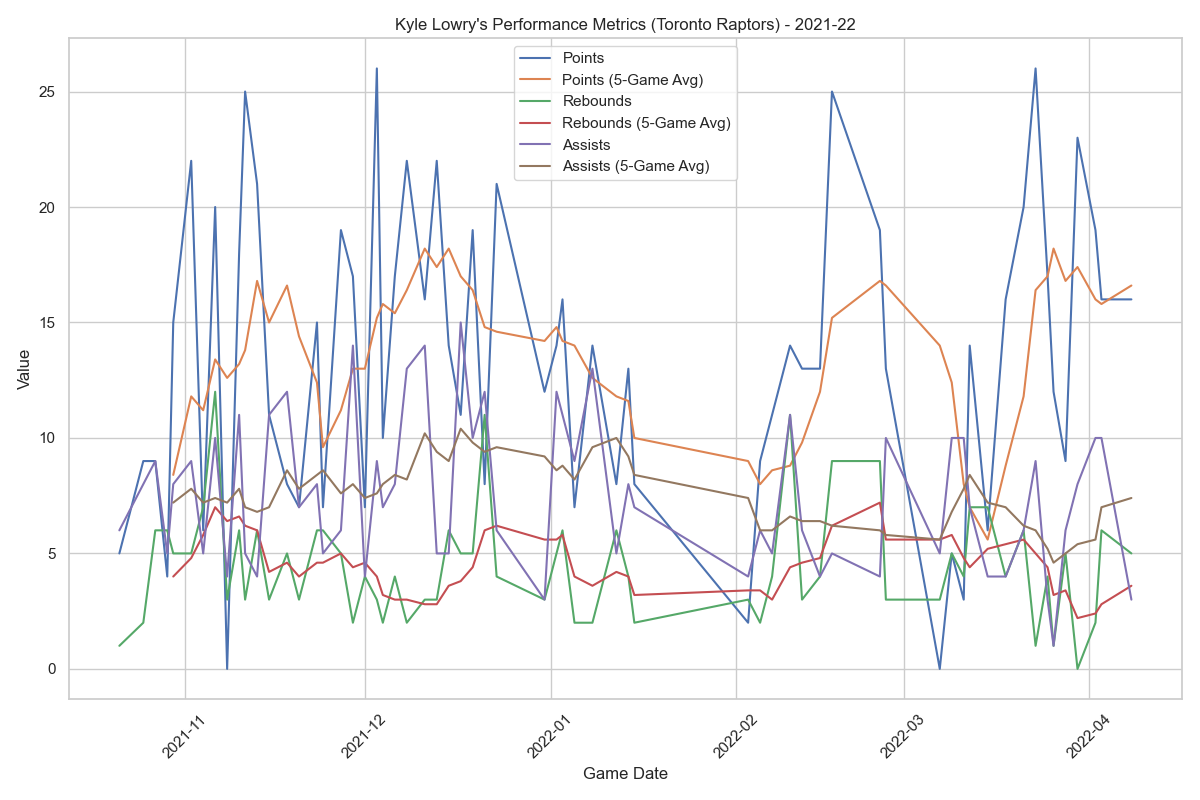 Kyle Lowry's Performance Metrics (Toronto Raptors) - 2021-22
Points
Points (5-Game Avg)
Rebounds
Rebounds (5-Game Avg)
Assists
Assists (5-Game Avg)
Value
25
20
15
10
5
0
2021-11
2021-12
2022-01
2022-02
2022-03
2022-04
Game Date